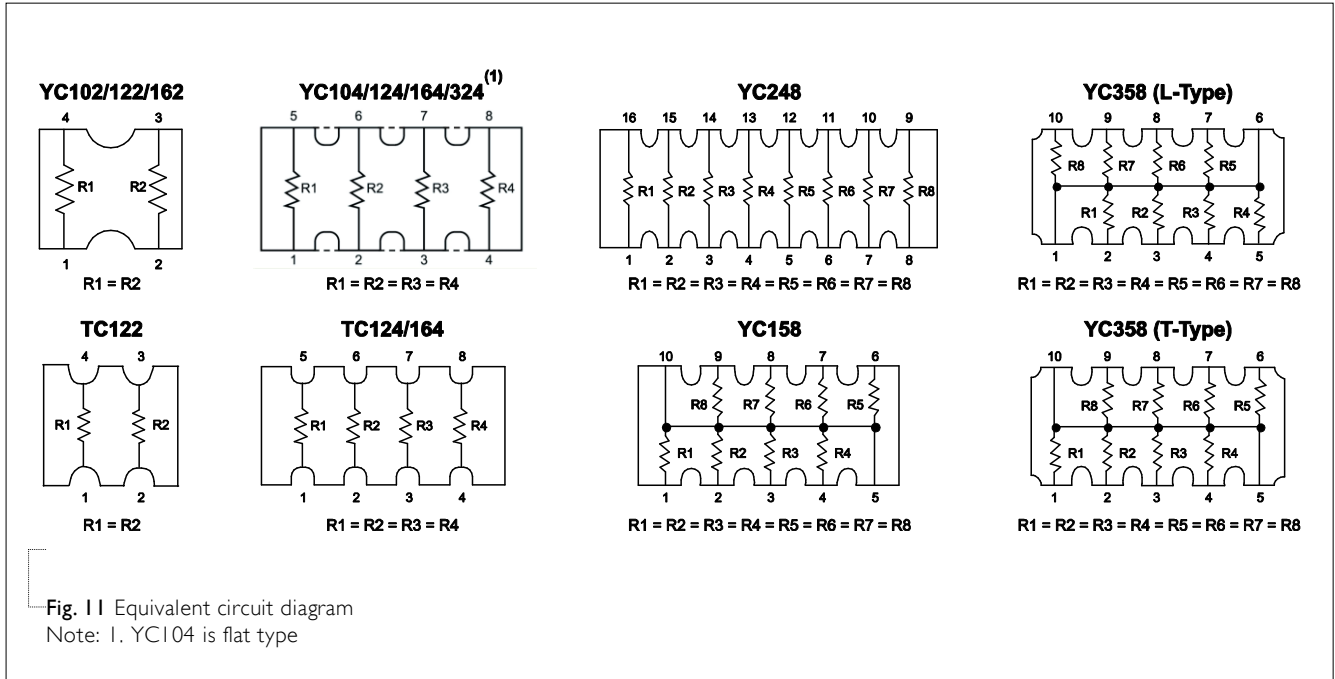 YC102/122/162
4 3
R1 R2
1 2
R1 = R2
YC104/124/164/324(1)
5 6 7 8
R1 R2 R3 R4
1 2 3 4
R1 = R2 = R3 = R4
YC248
16 15 14 13 12 11 10 9
R1 R2 R3 R4 R5 R6 R7 R8
1 2 3 4 5 6 7 8
R1 = R2 = R3 = R4 = R5 = R6 = R7 = R8
YC358 (L-Type)
10 9 8 7 6
R8 R7 R6 R5
R1 R2 R3 R4
1 2 3 4 5
R1 = R2 = R3 = R4 = R5 = R6 = R7 = R8
TC122
4 3
R1 R2
1 2
R1 = R2
TC124/164
5 6 7 8
R1 R2 R3 R4
1 2 3 4
R1 = R2 = R3 = R4
YC158
10 9 8 7 6
R8 R7 R6 R5
R1 R2 R3 R4
1 2 3 4 5
R1 = R2 = R3 = R4 = R5 = R6 = R7 = R8
YC358 (T-Type)
10 9 8 7 6
R8 R7 R6 R5
R1 R2 R3 R4
1 2 3 4 5
R1 = R2 = R3 = R4 = R5 = R6 = R7 = R8
Fig. 11 Equivalent circuit diagram
Note: 1. YC104 is flat type